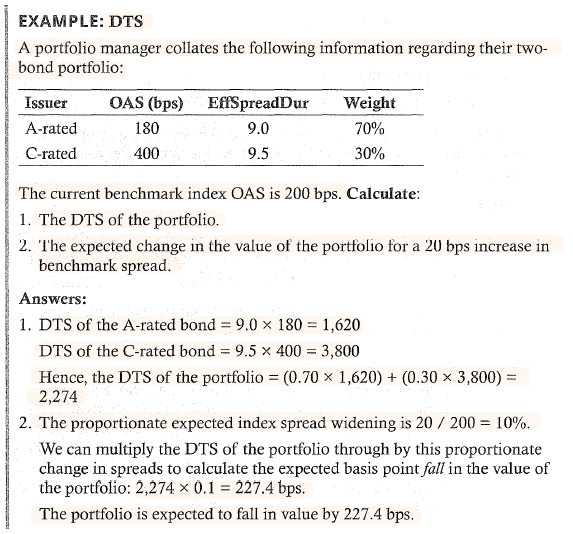 EXAMPLE: DTS
A portfolio manager collates the following information regarding their two-
bond portfolio:
Issuer OAS (bps) EffSpreadDur Weight
A-rated 180 9.0 70%
C-rated 400 9.5 30%
The current benchmark index OAS is 200 bps. Calculate:
1. The DTS of the portfolio.
2. The expected change in the value of the portfolio for a 20 bps increase in
benchmark spread.
Answers:
1. DTS of the A-rated bond = 9.0 × 180 = 1,620
DTS of the C-rated bond = 9.5 × 400 = 3,800
Hence, the DTS of the portfolio = (0.70 × 1,620) + (0.30 × 3,800) =
2,274
2. The proportionate expected index spread widening is 20 / 200 = 10%.
We can multiply the DTS of the portfolio through by this proportionate
change in spreads to calculate the expected basis point fall in the value of
the portfolio: 2,274 × 0.1 = 227.4 bps.
The portfolio is expected to fall in value by 227.4 bps.